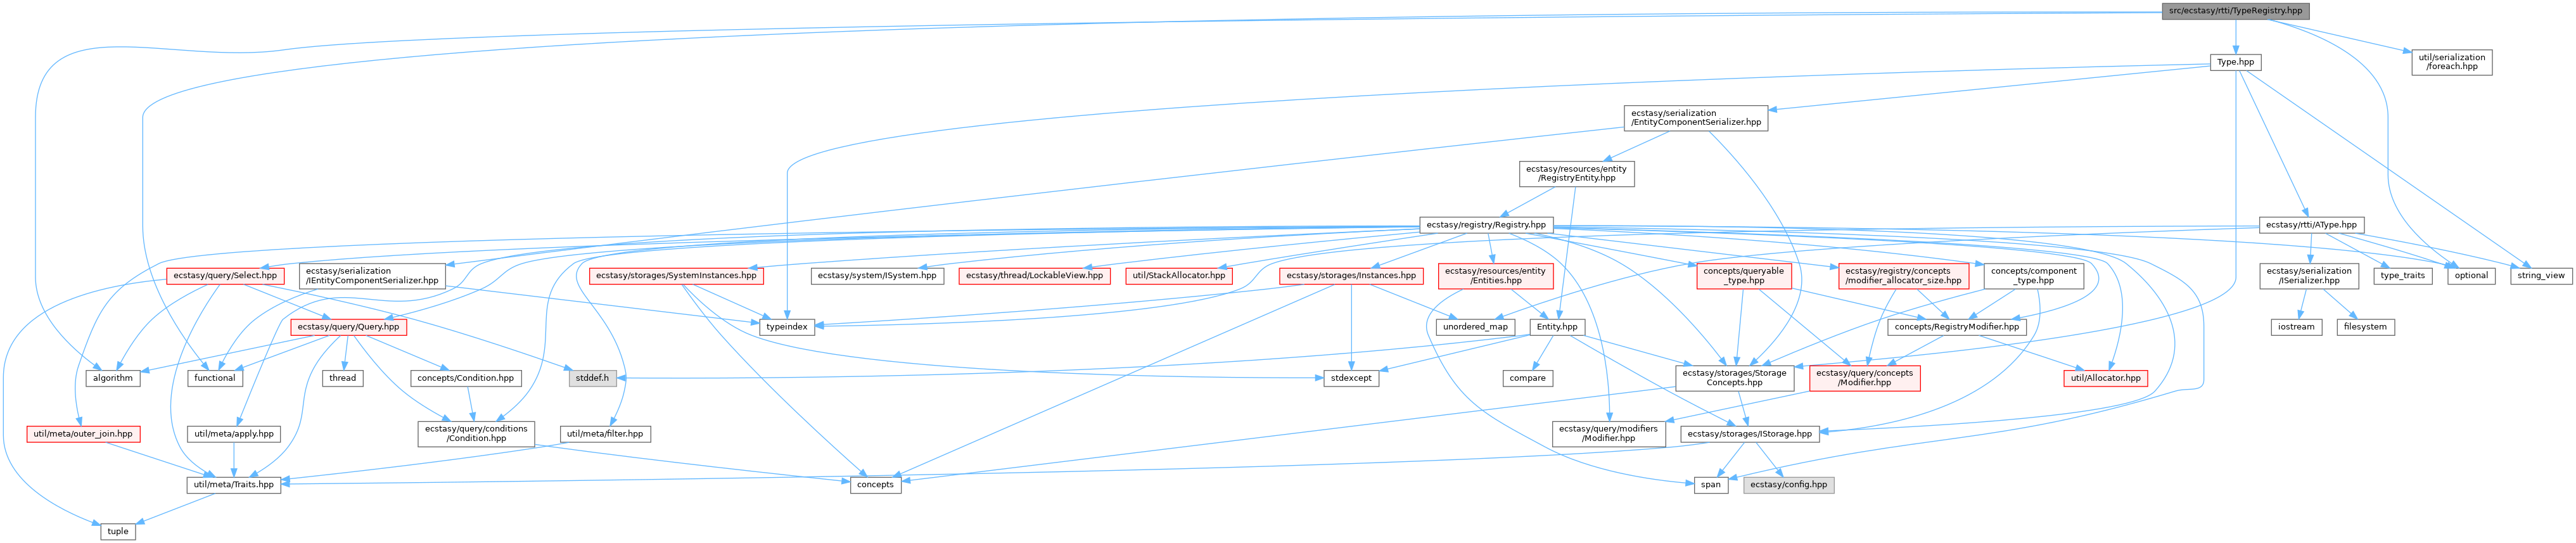 src/ecstasy/rtti/TypeRegistry.hpp
Type.hpp
util/serialization
/foreach.hpp
ecstasy/serialization
/EntityComponentSerializer.hpp
ecstasy/resources/entity
/RegistryEntity.hpp
ecstasy/registry/Registry.hpp
ecstasy/rtti/AType.hpp
ecstasy/query/Select.hpp
ecstasy/serialization
/IEntityComponentSerializer.hpp
ecstasy/storages/SystemInstances.hpp
ecstasy/system/ISystem.hpp
ecstasy/thread/LockableView.hpp
util/StackAllocator.hpp
ecstasy/storages/Instances.hpp
ecstasy/resources/entity
/Entities.hpp
concepts/queryable
_type.hpp
ecstasy/registry/concepts
/modifier_allocator_size.hpp
concepts/component
_type.hpp
ecstasy/serialization
/ISerializer.hpp
type_traits
optional
string_view
ecstasy/query/Query.hpp
typeindex
unordered_map
Entity.hpp
concepts/RegistryModifier.hpp
iostream
filesystem
algorithm
functional
thread
concepts/Condition.hpp
stddef.h
stdexcept
compare
ecstasy/storages/Storage
Concepts.hpp
ecstasy/query/concepts
/Modifier.hpp
util/Allocator.hpp
util/meta/outer_join.hpp
util/meta/apply.hpp
ecstasy/query/conditions
/Condition.hpp
util/meta/filter.hpp
ecstasy/query/modifiers
/Modifier.hpp
ecstasy/storages/IStorage.hpp
util/meta/Traits.hpp
concepts
span
ecstasy/config.hpp
tuple